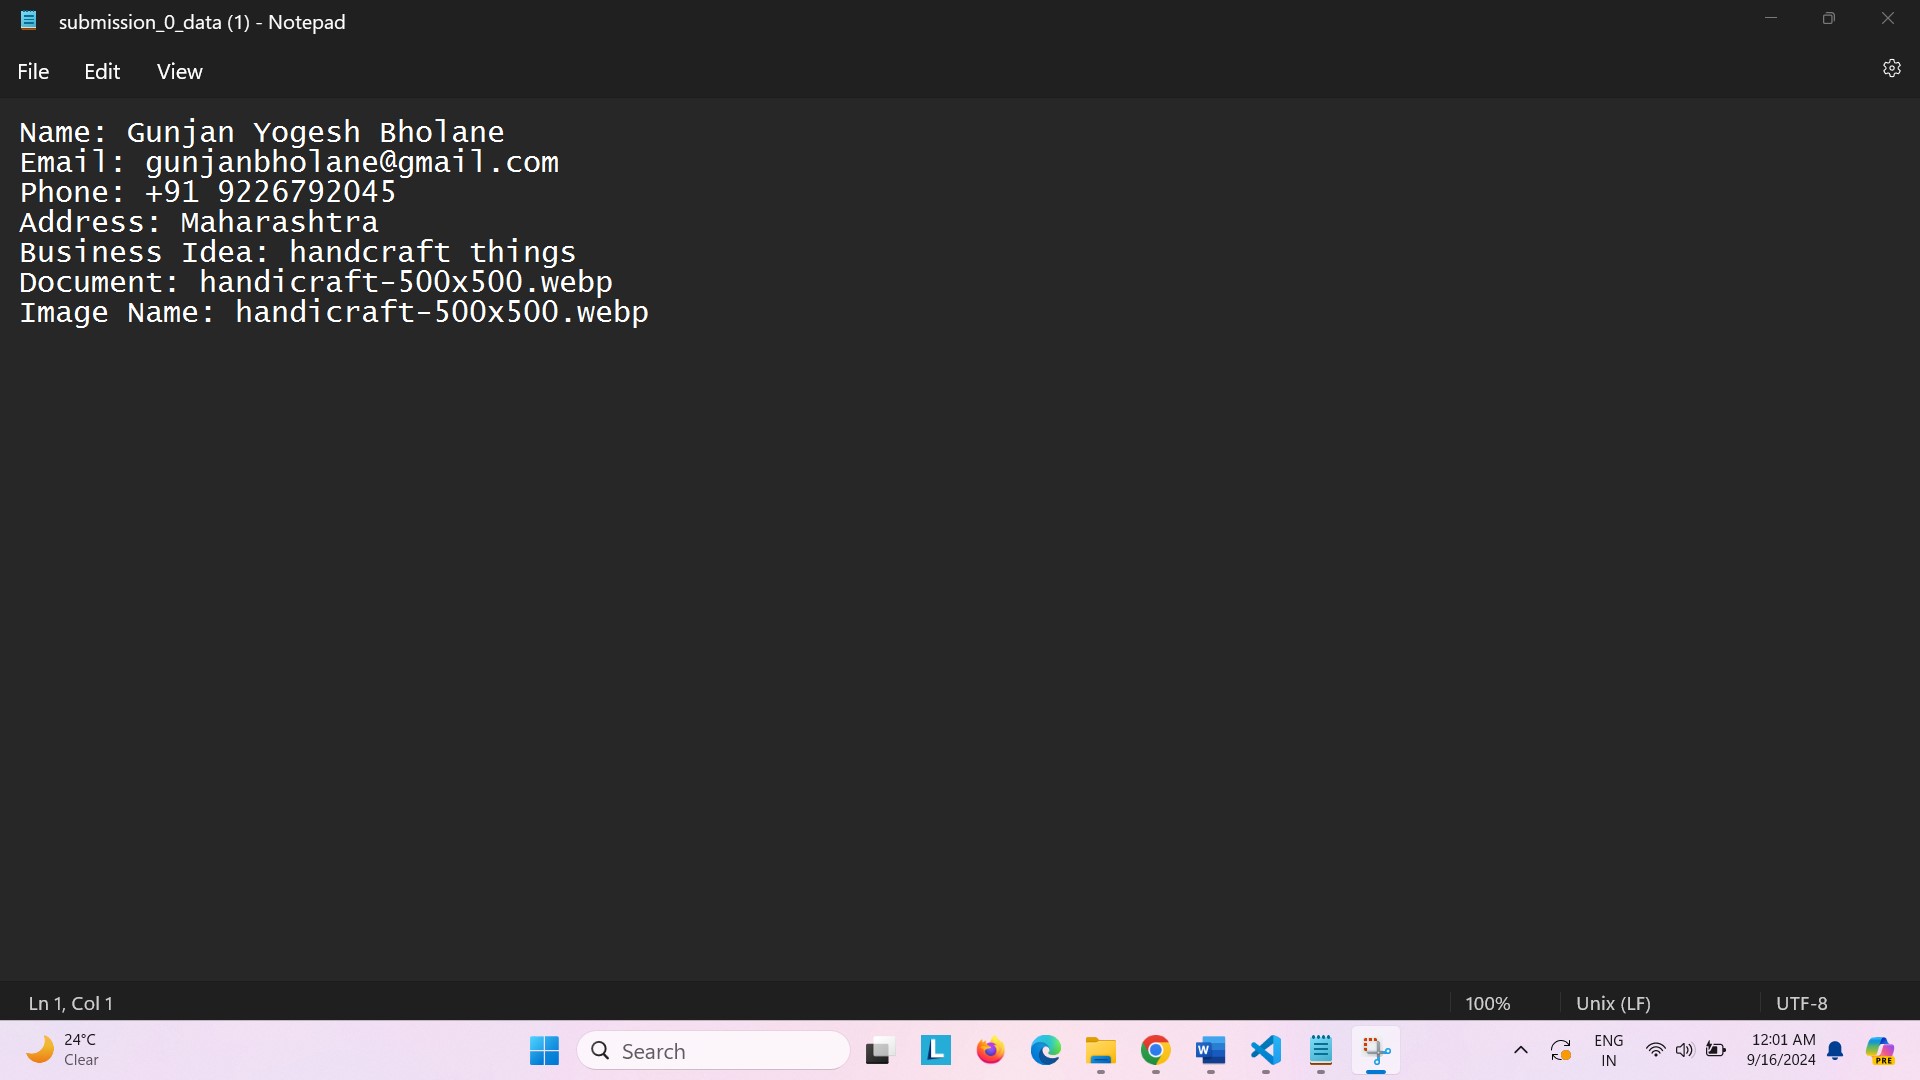 submission_0_data (1) - Notepad
File Edit View
Name: Gunjan Yogesh Bholane
Email: gunjanbholane@gmail.com
Phone: +91 9226792045
Address: Maharashtra
Business Idea: handcraft things
Document: handicraft-500x500.webp
Image Name: handicraft-500x500.webp
Ln 1, Col 1 100% Unix (LF) UTF-8
24°C
Clear
Search
L
W
ENG
IN
12:01 AM
9/16/2024
PRE